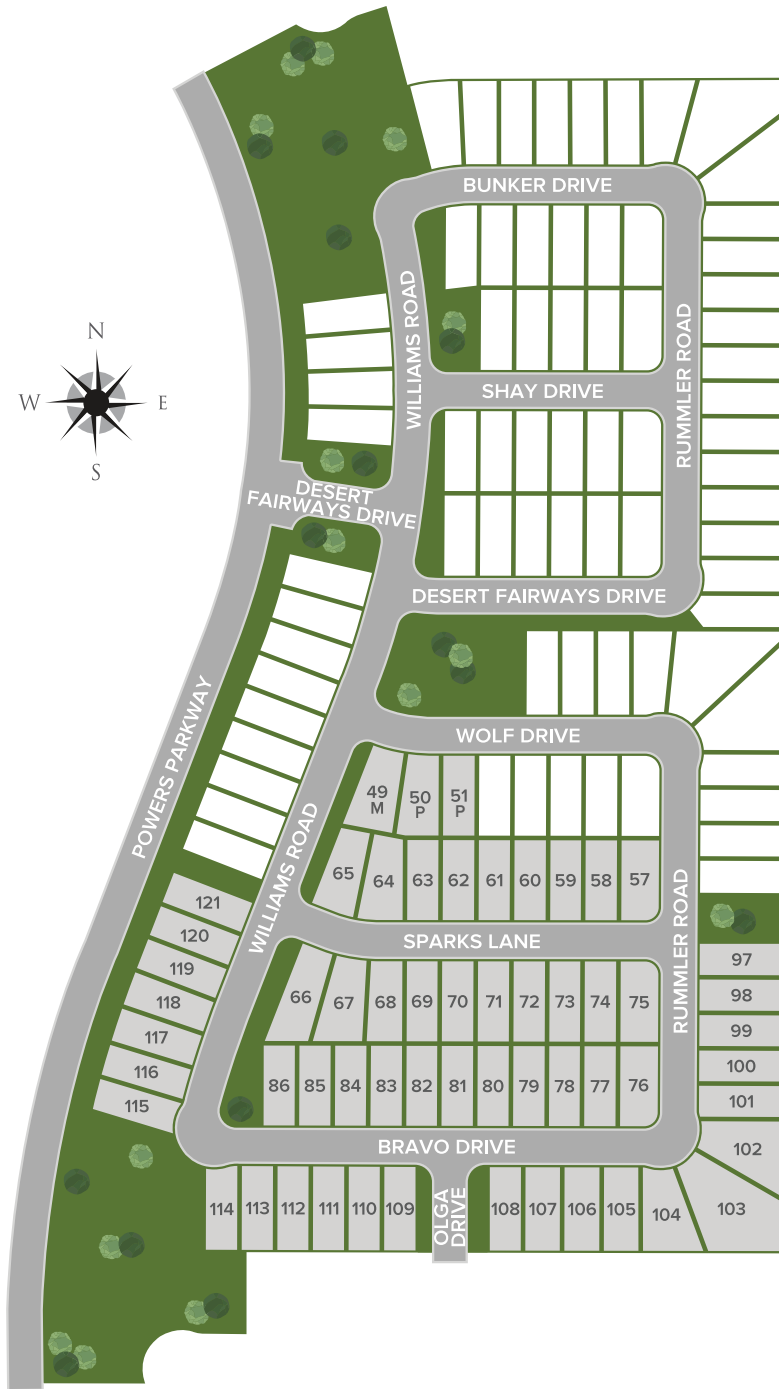 BUNKER DRIVE
WILLIAMS ROAD
RUMMLER ROAD
N
W
E
S
SHAY DRIVE
DESERT
FAIRWAYS DRIVE
DESERT FAIRWAYS DRIVE
POWERS PARKWAY
WOLF DRIVE
49
M
50
P
51
P
WILLIAMS ROAD
65
64
63
62
61
60
59
58
57
RUMMLER ROAD
121
120
119
118
117
116
115
SPARKS LANE
97
98
99
100
101
102
103
66
67
68
69
70
71
72
73
74
75
86
85
84
83
82
81
80
79
78
77
76
BRAVO DRIVE
114
113
112
111
110
109
OLGA
DRIVE
108
107
106
105
104